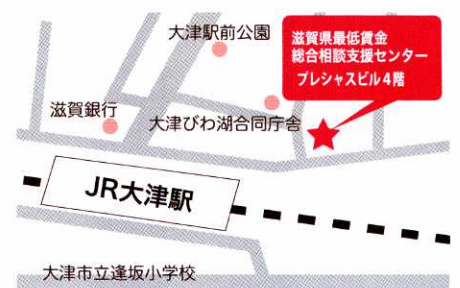 大津駅前公園
滋賀県最低賃金
総合相談支援センター
プレシャスビル4階
滋賀銀行
大津びわ湖合同庁舎
JR大津駅
大津市立逢坂小学校